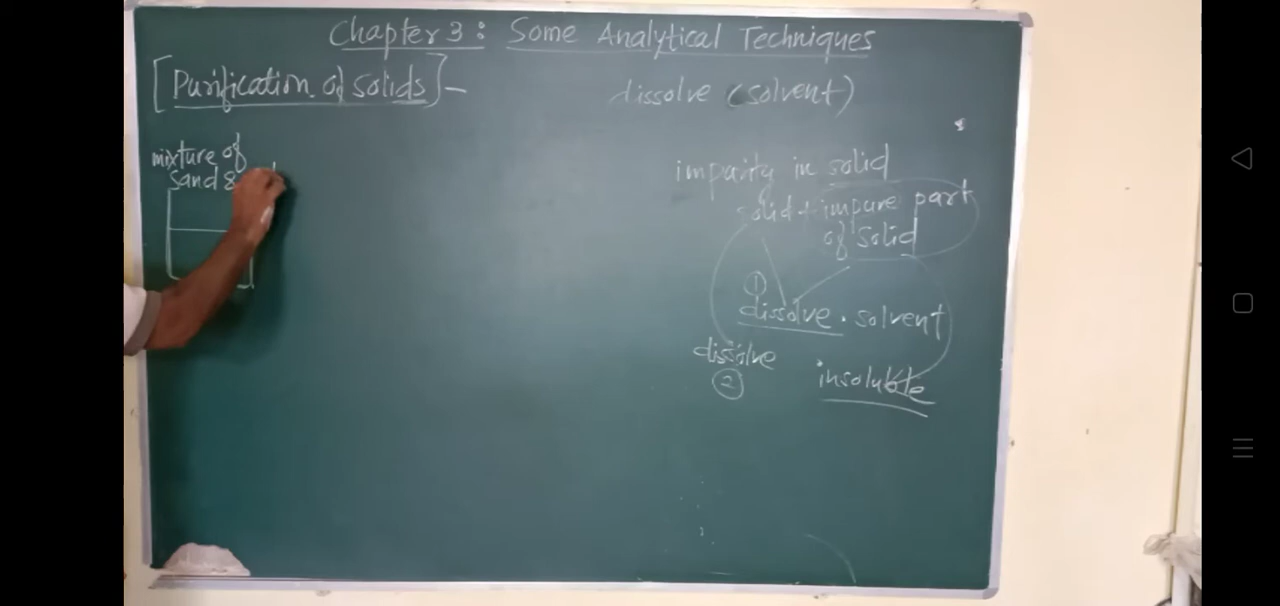 Chapter 3: Some Analytical Techniques
[Purification of solids]-
dissolve (solvent)
mixture of
sand &
impurity in solid
solid + impure part
of solid
①
dissolve . solvent
dissolve
②
insoluble